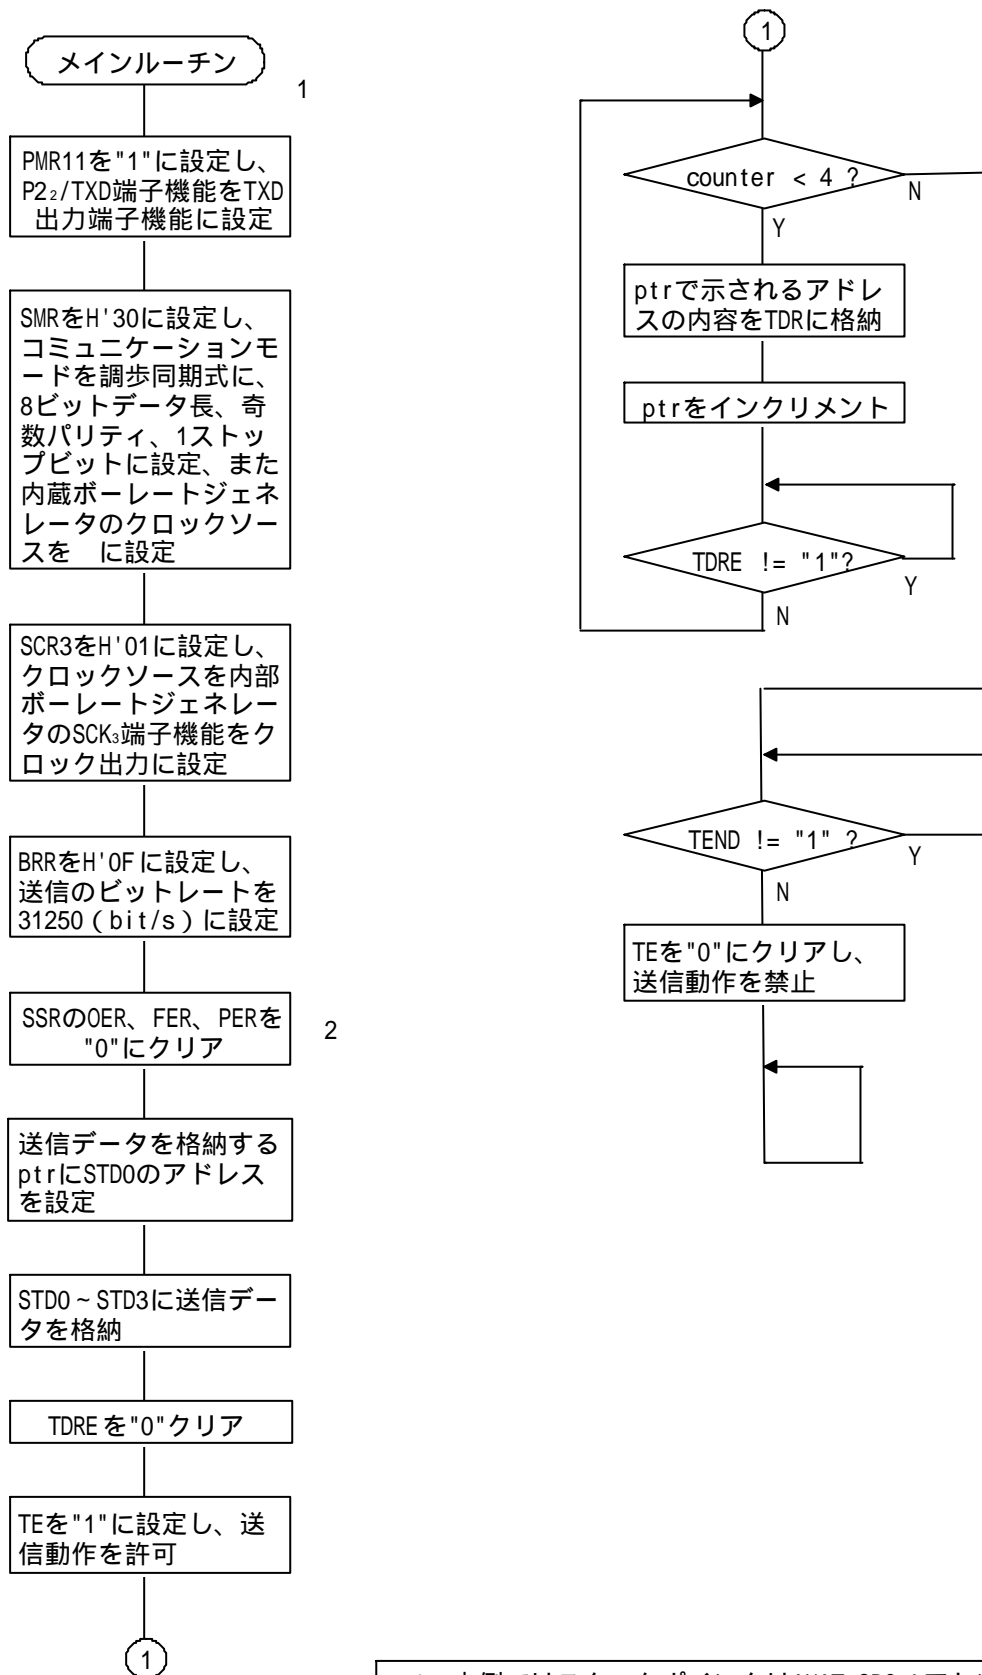 メインルーチン
1
PMR11を"1"に設定し、
P2₂/TXD端子機能をTXD
出力端子機能に設定
SMRをH'30に設定し、
コミュニケーションモ
ードを調歩同期式に、
8ビットデータ長、奇
数パリティ、1ストッ
プビットに設定、また
内蔵ボーレートジェネ
レータのクロックソー
スを　に設定
SCR3をH'01に設定し、
クロックソースを内部
ボーレートジェネレー
タのSCK₃端子機能をク
ロック出力に設定
BRRをH'0Fに設定し、
送信のビットレートを
31250（bit/s）に設定
SSRのOER、FER、PERを
"0"にクリア
2
送信データを格納する
ptrにSTD0のアドレス
を設定
STD0～STD3に送信デー
タを格納
TDREを"0"クリア
TEを"1"に設定し、送
信動作を許可
1
1
counter < 4 ?
N
Y
ptrで示されるアドレ
スの内容をTDRに格納
ptrをインクリメント
TDRE != "1"?
Y
N
TEND != "1" ?
Y
N
TEを"0"にクリアし、
送信動作を禁止